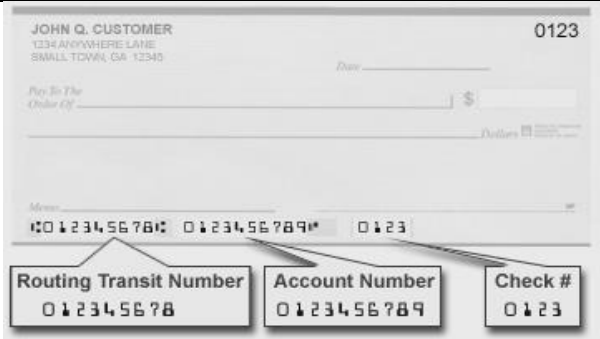 JOHN Q. CUSTOMER
0123
1234 ANYWHERE LANE
SMALL TOWN, GA 12345
Date
Pay To The
Order Of
$
Dollars
Memo
⑆012345678⑆ 0123456789⑈ 0123
Routing Transit Number
012345678
Account Number
0123456789
Check #
0123